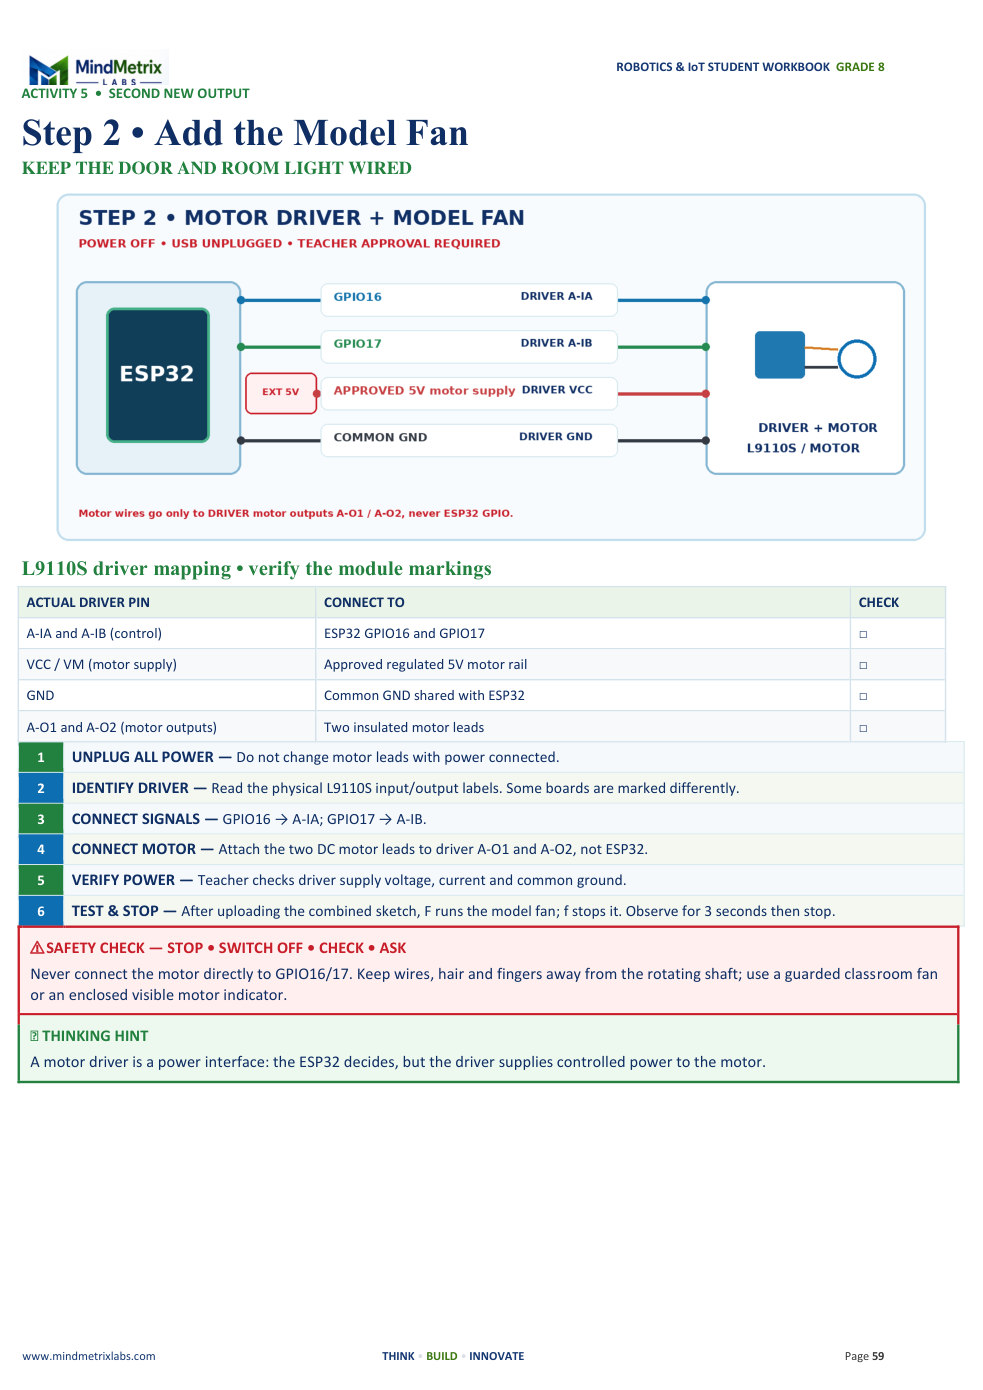 MindMetrix
LABS
ROBOTICS & IoT STUDENT WORKBOOK GRADE 8
ACTIVITY 5 • SECOND NEW OUTPUT
Step 2 • Add the Model Fan
KEEP THE DOOR AND ROOM LIGHT WIRED
STEP 2 • MOTOR DRIVER + MODEL FAN
POWER OFF • USB UNPLUGGED • TEACHER APPROVAL REQUIRED
ESP32
GPIO16 DRIVER A-IA
GPIO17 DRIVER A-IB
EXT 5V APPROVED 5V motor supply DRIVER VCC
COMMON GND DRIVER GND
DRIVER + MOTOR
L9110S / MOTOR
Motor wires go only to DRIVER motor outputs A-O1 / A-O2, never ESP32 GPIO.
L9110S driver mapping • verify the module markings
ACTUAL DRIVER PIN CONNECT TO CHECK
A-IA and A-IB (control) ESP32 GPIO16 and GPIO17 □
VCC / VM (motor supply) Approved regulated 5V motor rail □
GND Common GND shared with ESP32 □
A-O1 and A-O2 (motor outputs) Two insulated motor leads □
1 UNPLUG ALL POWER — Do not change motor leads with power connected.
2 IDENTIFY DRIVER — Read the physical L9110S input/output labels. Some boards are marked differently.
3 CONNECT SIGNALS — GPIO16 → A-IA; GPIO17 → A-IB.
4 CONNECT MOTOR — Attach the two DC motor leads to driver A-O1 and A-O2, not ESP32.
5 VERIFY POWER — Teacher checks driver supply voltage, current and common ground.
6 TEST & STOP — After uploading the combined sketch, F runs the model fan; f stops it. Observe for 3 seconds then stop.
⚠SAFETY CHECK — STOP • SWITCH OFF • CHECK • ASK
Never connect the motor directly to GPIO16/17. Keep wires, hair and fingers away from the rotating shaft; use a guarded classroom fan
or an enclosed visible motor indicator.
THINKING HINT
A motor driver is a power interface: the ESP32 decides, but the driver supplies controlled power to the motor.
www.mindmetrixlabs.com THINK • BUILD • INNOVATE Page 59